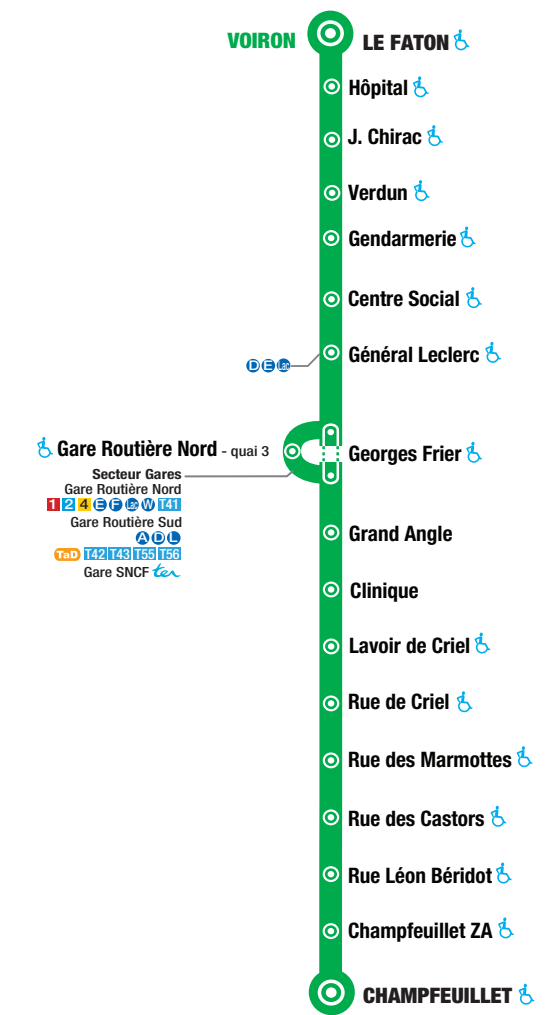 VOIRON LE FATON
Hôpital
J. Chirac
Verdun
Gendarmerie
Centre Social
Général Leclerc
D E Lac
Gare Routière Nord - quai 3
Georges Frier
Secteur Gares
Gare Routière Nord
1 2 4 E F Lac W T41
Gare Routière Sud
A D L
TaD T42 T43 T55 T56
Gare SNCF ter
Grand Angle
Clinique
Lavoir de Criel
Rue de Criel
Rue des Marmottes
Rue des Castors
Rue Léon Béridot
Champfeuillet ZA
CHAMPFEUILLET